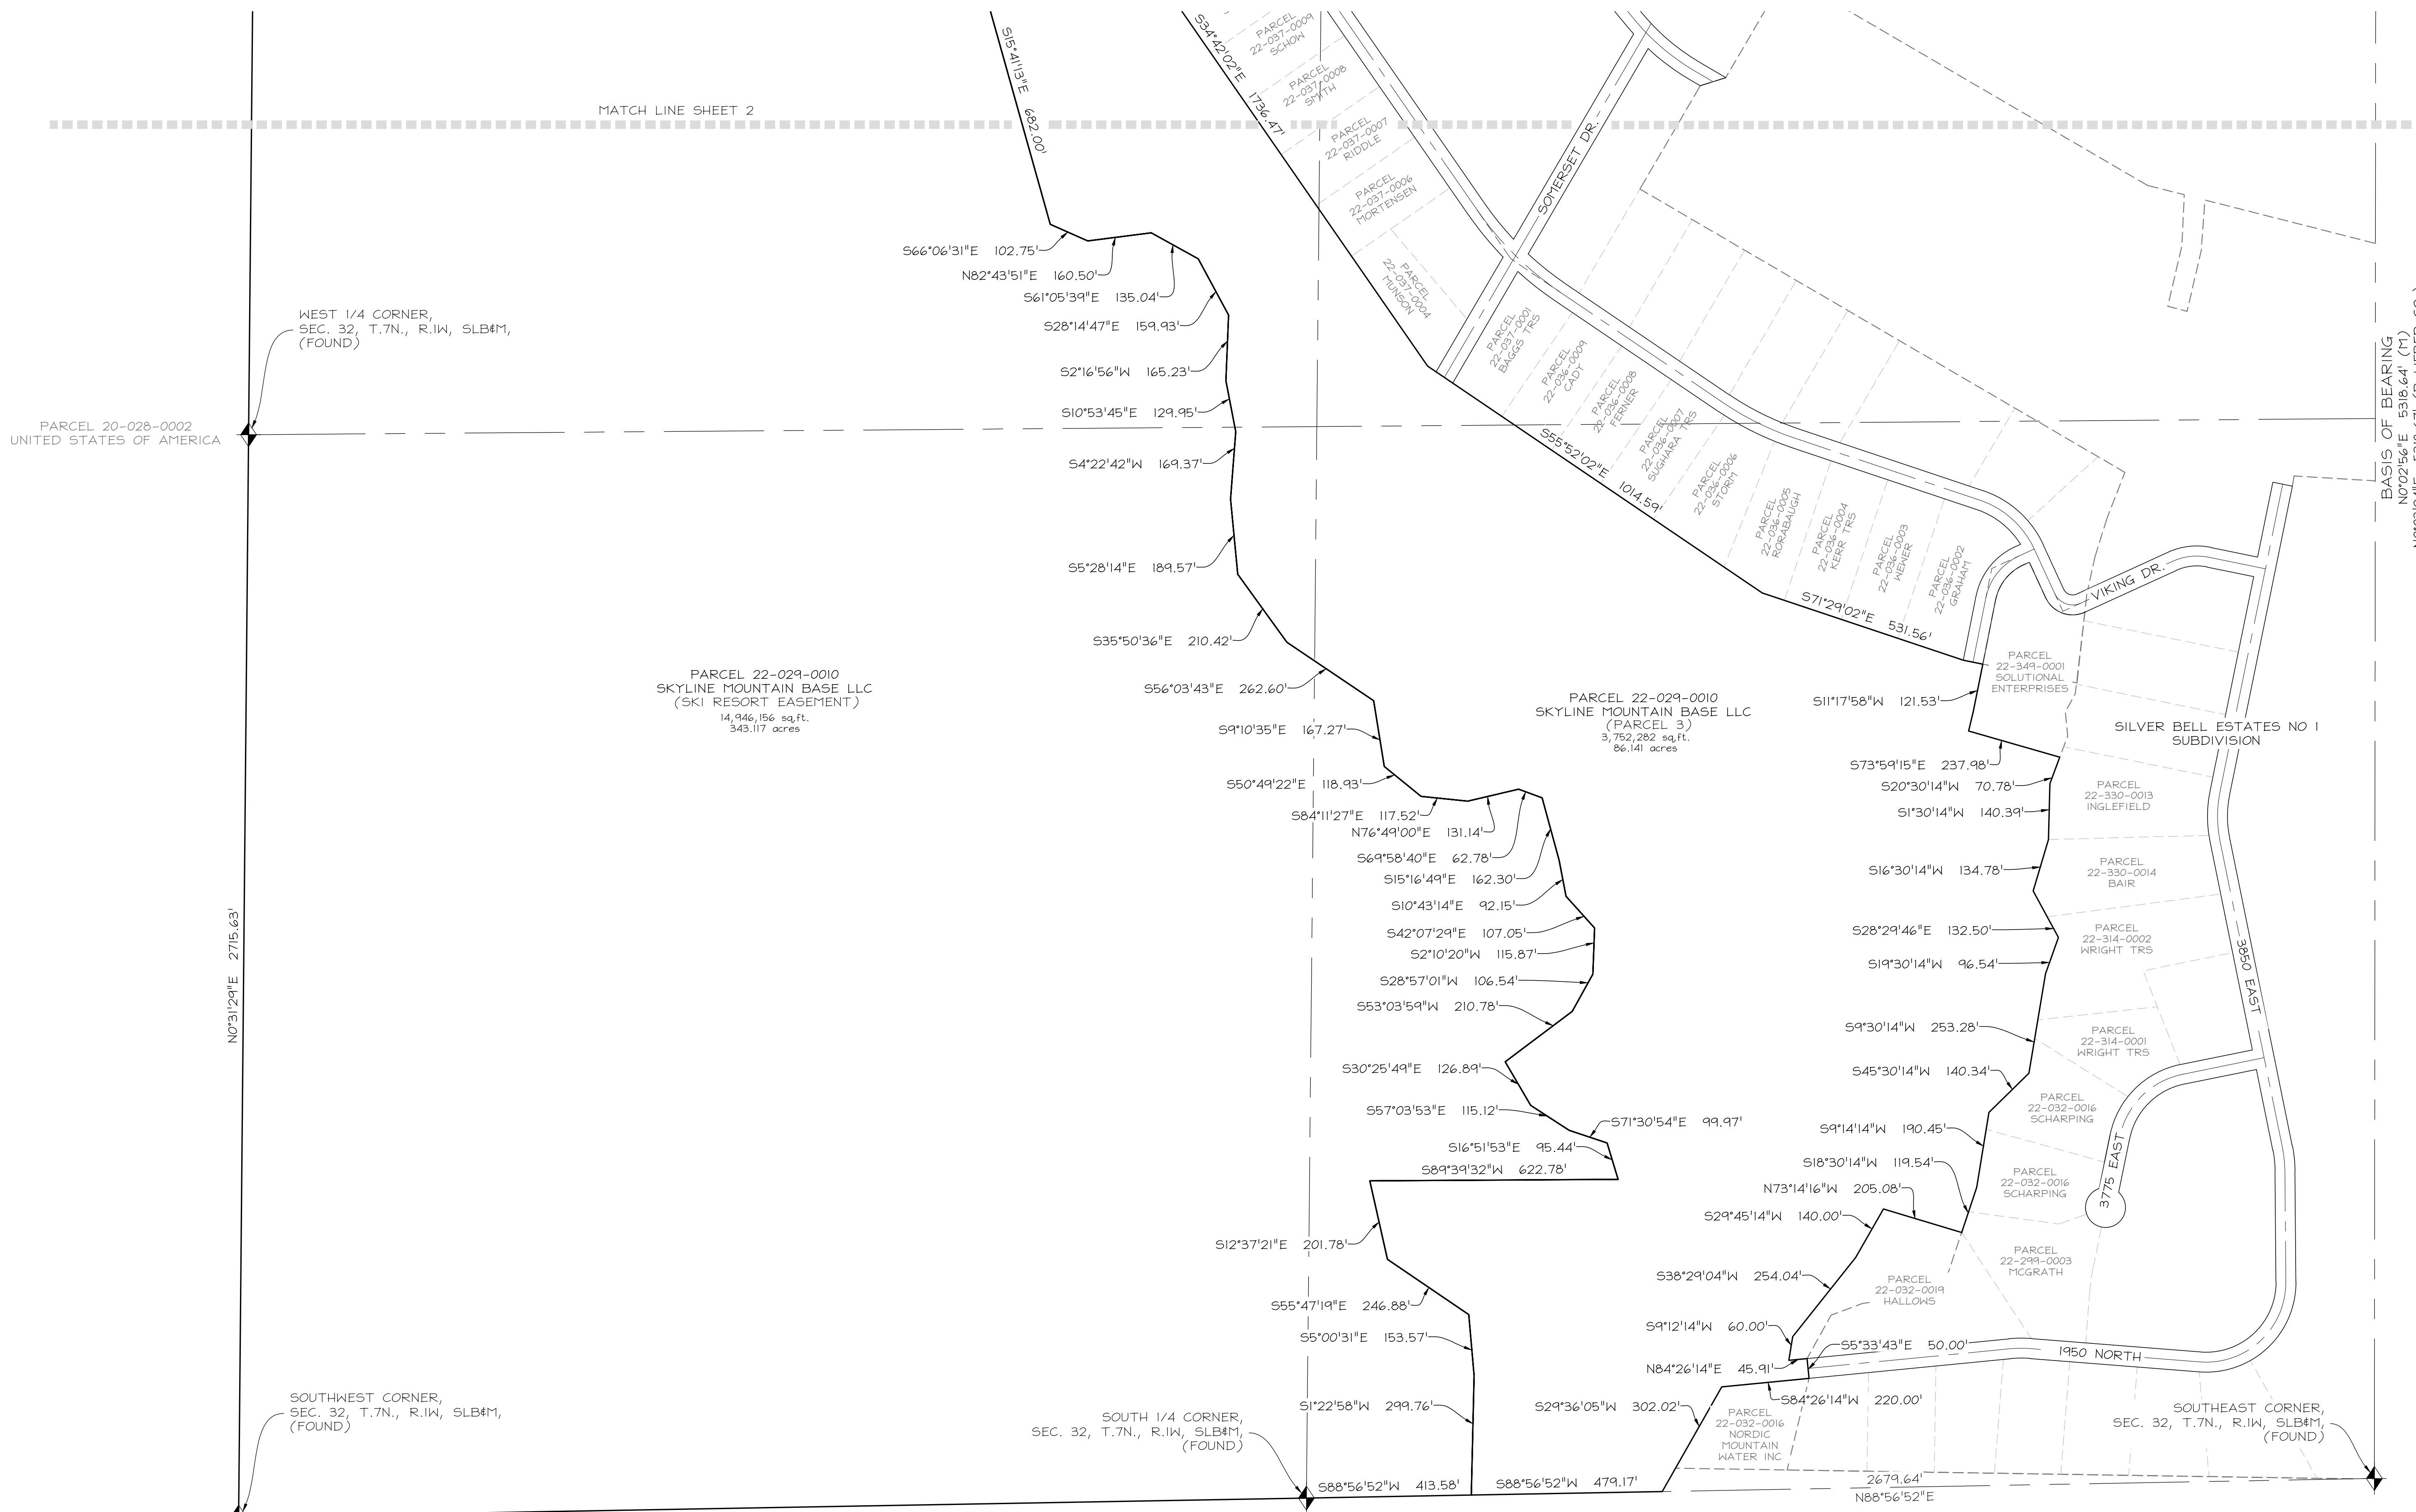 MATCH LINE SHEET 2
S15°41'13"E 682.00'
S34°42'02"E 1736.47'
PARCEL
22-037-0009
SCHOW
PARCEL
22-037-0008
SMITH
PARCEL
22-037-0007
RIDDLE
PARCEL
22-037-0006
MORTENSEN
PARCEL
22-037-0004
MUNSON
SOMERSET DR.
S66°06'31"E 102.75'
N82°43'51"E 160.50'
S61°05'39"E 135.04'
S28°14'47"E 159.93'
S2°16'56"W 165.23'
S10°53'45"E 129.95'
S4°22'42"W 169.37'
S5°28'14"E 189.57'
S35°50'36"E 210.42'
S56°03'43"E 262.60'
S9°10'35"E 167.27'
S50°49'22"E 118.93'
S84°11'27"E 117.52'
N76°49'00"E 131.14'
S69°58'40"E 62.78'
S15°16'49"E 162.30'
S10°43'14"E 92.15'
S42°07'29"E 107.05'
S2°10'20"W 115.87'
S28°57'01"W 106.54'
S53°03'59"W 210.78'
S30°25'49"E 126.89'
S57°03'53"E 115.12'
S71°30'54"E 99.97'
S16°51'53"E 95.44'
S89°39'32"W 622.78'
S12°37'21"E 201.78'
S55°47'19"E 246.88'
S5°00'31"E 153.57'
S1°22'58"W 299.76'
S88°56'52"W 413.58'
S88°56'52"W 479.17'
WEST 1/4 CORNER,
SEC. 32, T.7N., R.1W, SLB&M,
(FOUND)
PARCEL 20-028-0002
UNITED STATES OF AMERICA
N0°31'29"E 2715.63'
PARCEL 22-029-0010
SKYLINE MOUNTAIN BASE LLC
(SKI RESORT EASEMENT)
14,946,156 sq.ft.
343.117 acres
PARCEL 22-029-0010
SKYLINE MOUNTAIN BASE LLC
(PARCEL 3)
3,752,282 sq.ft.
86.141 acres
PARCEL
22-037-0001
BAGGS TRS
PARCEL
22-036-0009
CADY
PARCEL
22-036-0008
FERNER
PARCEL
22-036-0007
SUGHARA TRS
PARCEL
22-036-0006
STORM
PARCEL
22-036-0005
RORABAUGH
PARCEL
22-036-0004
KERR TRS
PARCEL
22-036-0003
WEWER
PARCEL
22-036-0002
GRAHAM
S55°52'02"E 1014.59'
S71°29'02"E 531.56'
VIKING DR.
BASIS OF BEARING
N0°02'56"E 5318.64' (M)
PARCEL
22-349-0001
SOLUTIONAL
ENTERPRISES
SILVER BELL ESTATES NO 1
SUBDIVISION
S11°17'58"W 121.53'
S73°59'15"E 237.98'
S20°30'14"W 70.78'
S1°30'14"W 140.39'
S16°30'14"W 134.78'
S28°29'46"E 132.50'
S19°30'14"W 96.54'
S9°30'14"W 253.28'
S45°30'14"W 140.34'
S9°14'14"W 190.45'
S18°30'14"W 119.54'
N73°14'16"W 205.08'
S29°45'14"W 140.00'
S38°29'04"W 254.04'
S9°12'14"W 60.00'
N84°26'14"E 45.91'
S5°33'43"E 50.00'
S84°26'14"W 220.00'
S29°36'05"W 302.02'
PARCEL
22-330-0013
INGLEFIELD
PARCEL
22-330-0014
BAIR
PARCEL
22-314-0002
WRIGHT TRS
PARCEL
22-314-0001
WRIGHT TRS
PARCEL
22-032-0016
SCHARPING
PARCEL
22-032-0016
SCHARPING
PARCEL
22-299-0003
MCGRATH
PARCEL
22-032-0019
HALLOWS
PARCEL
22-032-0016
NORDIC
MOUNTAIN
WATER INC
3850 EAST
3775 EAST
1950 NORTH
SOUTHWEST CORNER,
SEC. 32, T.7N., R.1W, SLB&M,
(FOUND)
SOUTH 1/4 CORNER,
SEC. 32, T.7N., R.1W, SLB&M,
(FOUND)
SOUTHEAST CORNER,
SEC. 32, T.7N., R.1W, SLB&M,
(FOUND)
2679.64'
N88°56'52"E